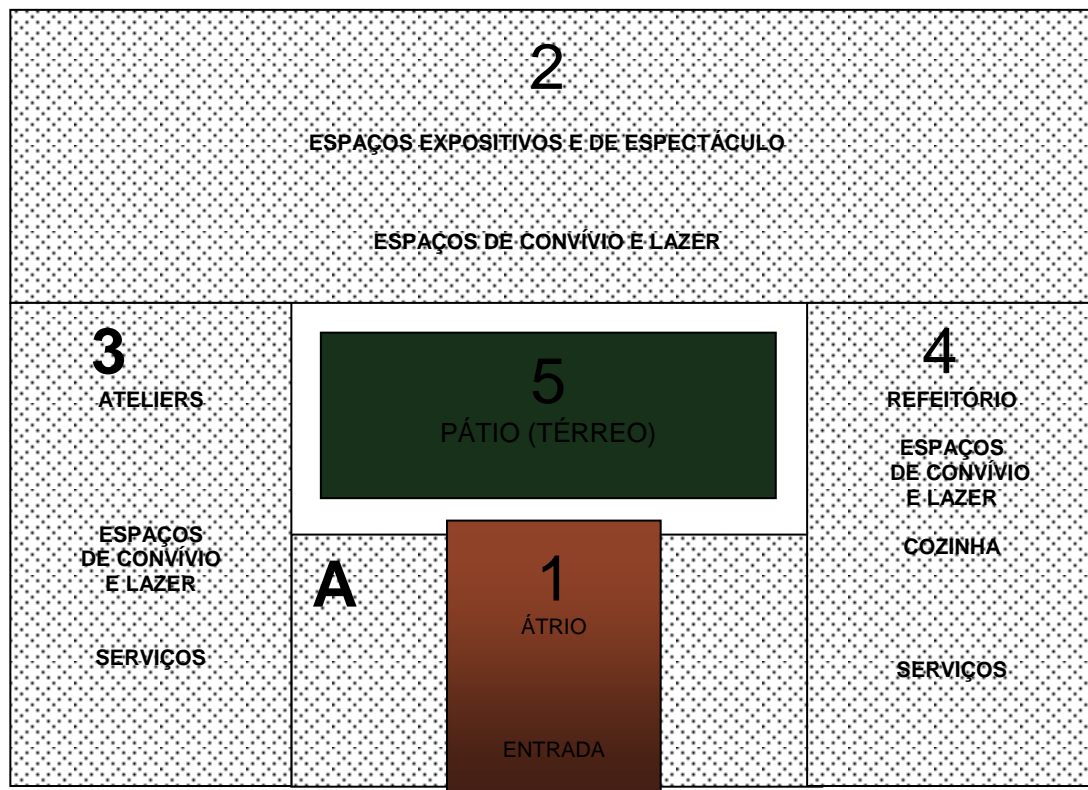 2
ESPAÇOS EXPOSITIVOS E DE ESPECTÁCULO
ESPAÇOS DE CONVÍVIO E LAZER
3
ATELIERS
ESPAÇOS
DE CONVÍVIO
E LAZER
SERVIÇOS
5
PÁTIO (TÉRREO)
A
1
ÁTRIO
ENTRADA
4
REFEITÓRIO
ESPAÇOS
DE CONVÍVIO
E LAZER
COZINHA
SERVIÇOS